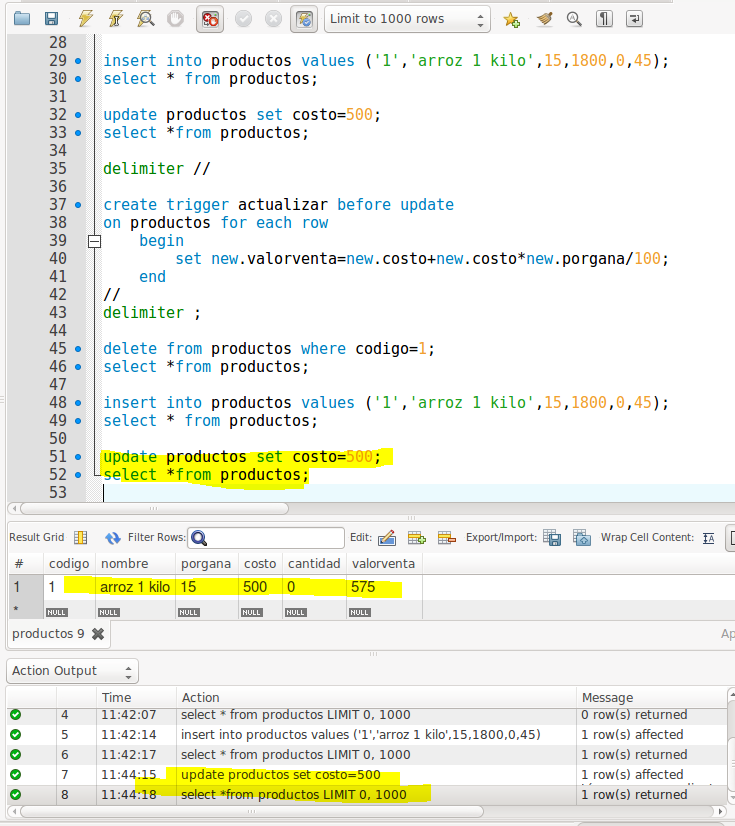 Limit to 1000 rows
28
29 insert into productos values ('1','arroz 1 kilo',15,1800,0,45);
30 select * from productos;
31
32 update productos set costo=500;
33 select *from productos;
34
35 delimiter //
36
37 create trigger actualizar before update
38 on productos for each row
39 begin
40 set new.valorventa=new.costo+new.costo*new.porgana/100;
41 end
42 //
43 delimiter ;
44
45 delete from productos where codigo=1;
46 select *from productos;
47
48 insert into productos values ('1','arroz 1 kilo',15,1800,0,45);
49 select * from productos;
50
51 update productos set costo=500;
52 select *from productos;
53
Result Grid Filter Rows: Edit: Export/Import: Wrap Cell Content:
# codigo nombre porgana costo cantidad valorventa
1 1 arroz 1 kilo 15 500 0 575
* NULL NULL NULL NULL NULL NULL
productos 9 Ap
Action Output
Time Action Message
4 11:42:07 select * from productos LIMIT 0, 1000 0 row(s) returned
5 11:42:14 insert into productos values ('1','arroz 1 kilo',15,1800,0,45) 1 row(s) affected
6 11:42:17 select * from productos LIMIT 0, 1000 1 row(s) returned
7 11:44:15 update productos set costo=500 1 row(s) affected
8 11:44:18 select *from productos LIMIT 0, 1000 1 row(s) returned